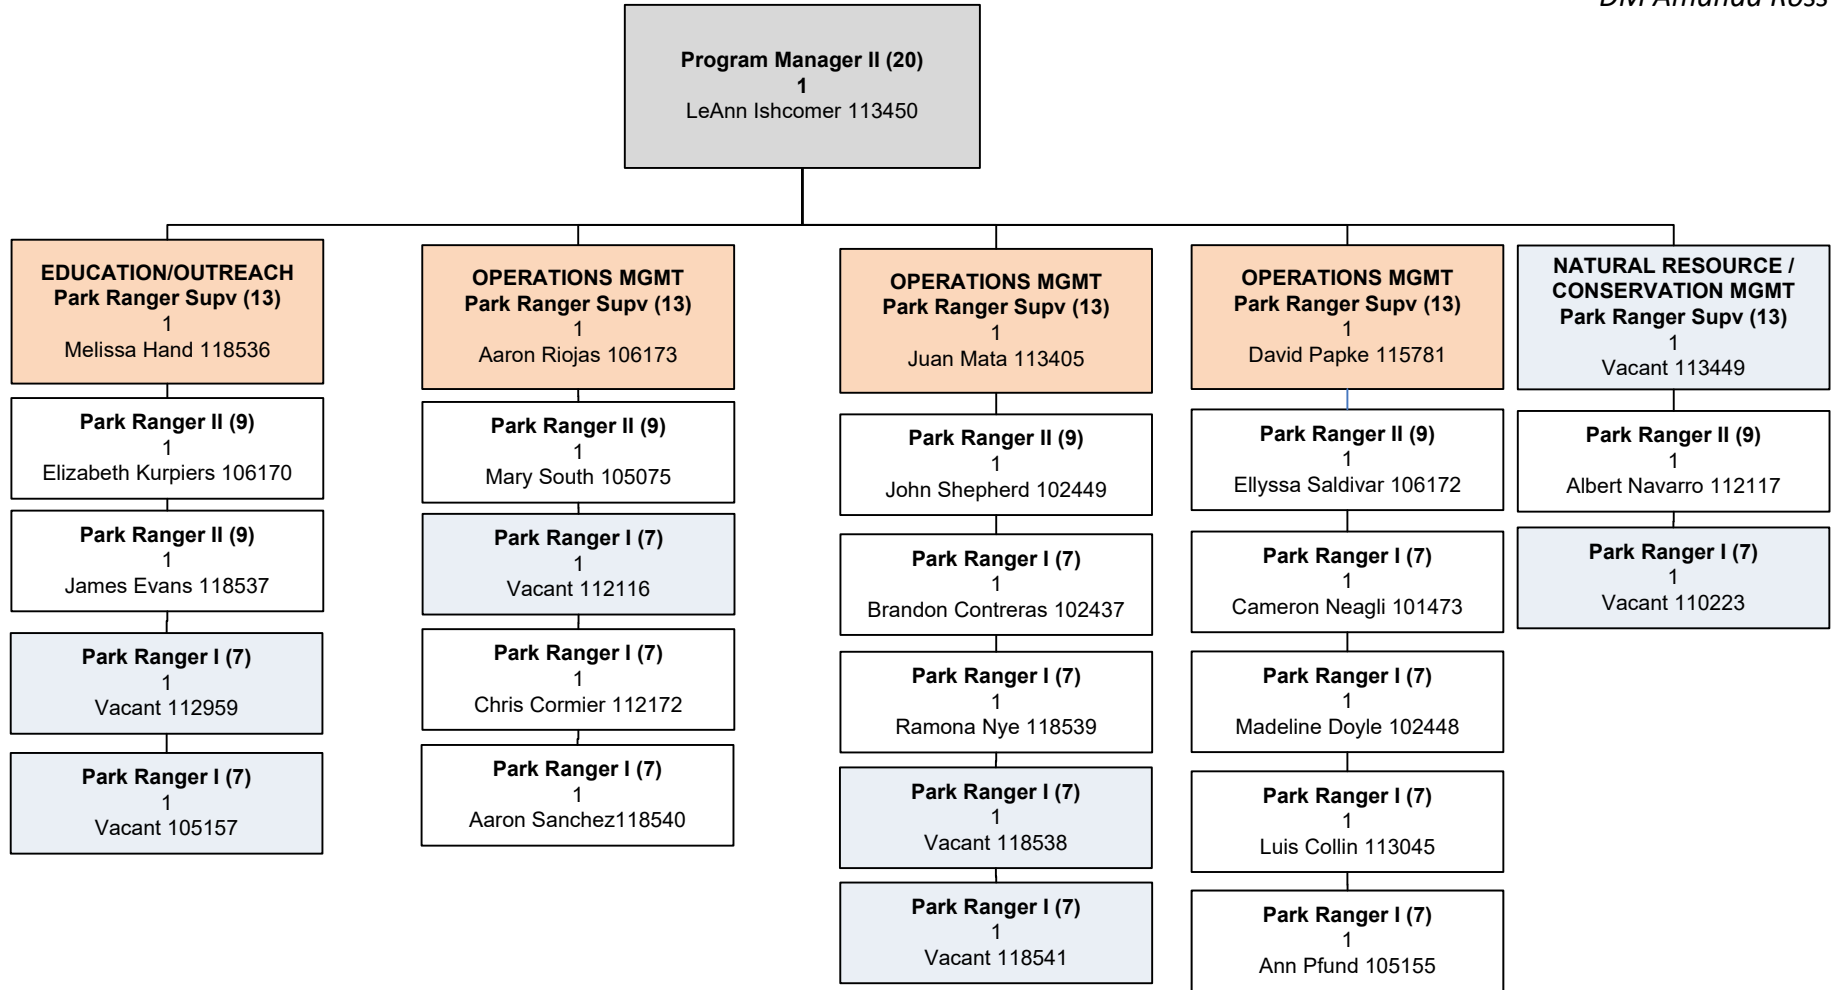 DM Amanda Ross
Program Manager II (20)
1
LeAnn Ishcomer 113450
EDUCATION/OUTREACH
Park Ranger Supv (13)
1
Melissa Hand 118536
Park Ranger II (9)
1
Elizabeth Kurpiers 106170
Park Ranger II (9)
1
James Evans 118537
Park Ranger I (7)
1
Vacant 112959
Park Ranger I (7)
1
Vacant 105157
OPERATIONS MGMT
Park Ranger Supv (13)
1
Aaron Riojas 106173
Park Ranger II (9)
1
Mary South 105075
Park Ranger I (7)
1
Vacant 112116
Park Ranger I (7)
1
Chris Cormier 112172
Park Ranger I (7)
1
Aaron Sanchez118540
OPERATIONS MGMT
Park Ranger Supv (13)
1
Juan Mata 113405
Park Ranger II (9)
1
John Shepherd 102449
Park Ranger I (7)
1
Brandon Contreras 102437
Park Ranger I (7)
1
Ramona Nye 118539
Park Ranger I (7)
1
Vacant 118538
Park Ranger I (7)
1
Vacant 118541
OPERATIONS MGMT
Park Ranger Supv (13)
1
David Papke 115781
Park Ranger II (9)
1
Ellyssa Saldivar 106172
Park Ranger I (7)
1
Cameron Neagli 101473
Park Ranger I (7)
1
Madeline Doyle 102448
Park Ranger I (7)
1
Luis Collin 113045
Park Ranger I (7)
1
Ann Pfund 105155
NATURAL RESOURCE /
CONSERVATION MGMT
Park Ranger Supv (13)
1
Vacant 113449
Park Ranger II (9)
1
Albert Navarro 112117
Park Ranger I (7)
1
Vacant 110223